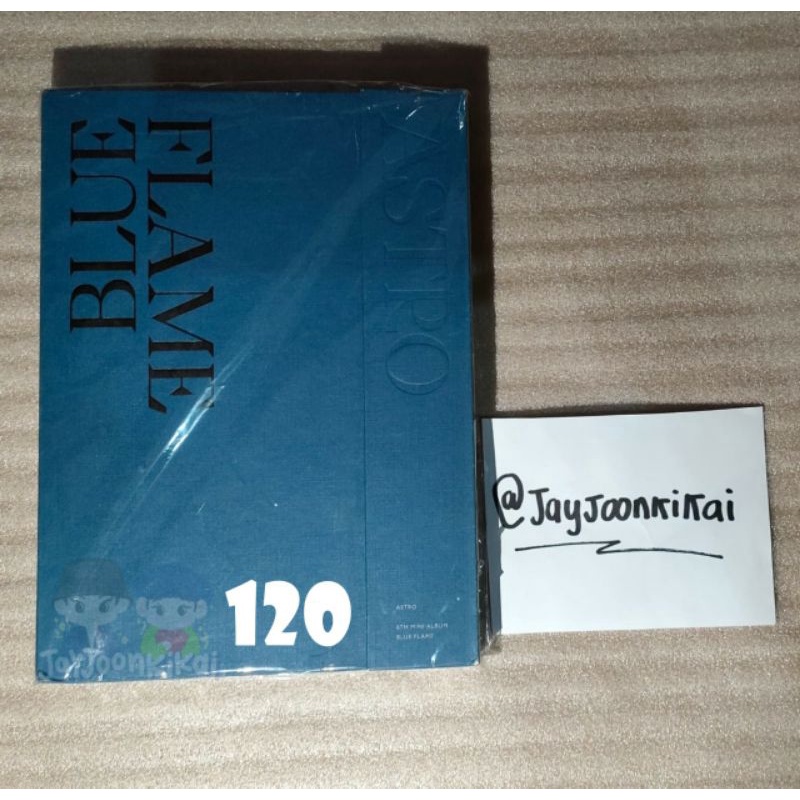 BLUE
FLAME
ASTRO
120
ASTRO
6TH MINI ALBUM
BLUE FLAME
JayJoonkikai
@JayJoonkikai